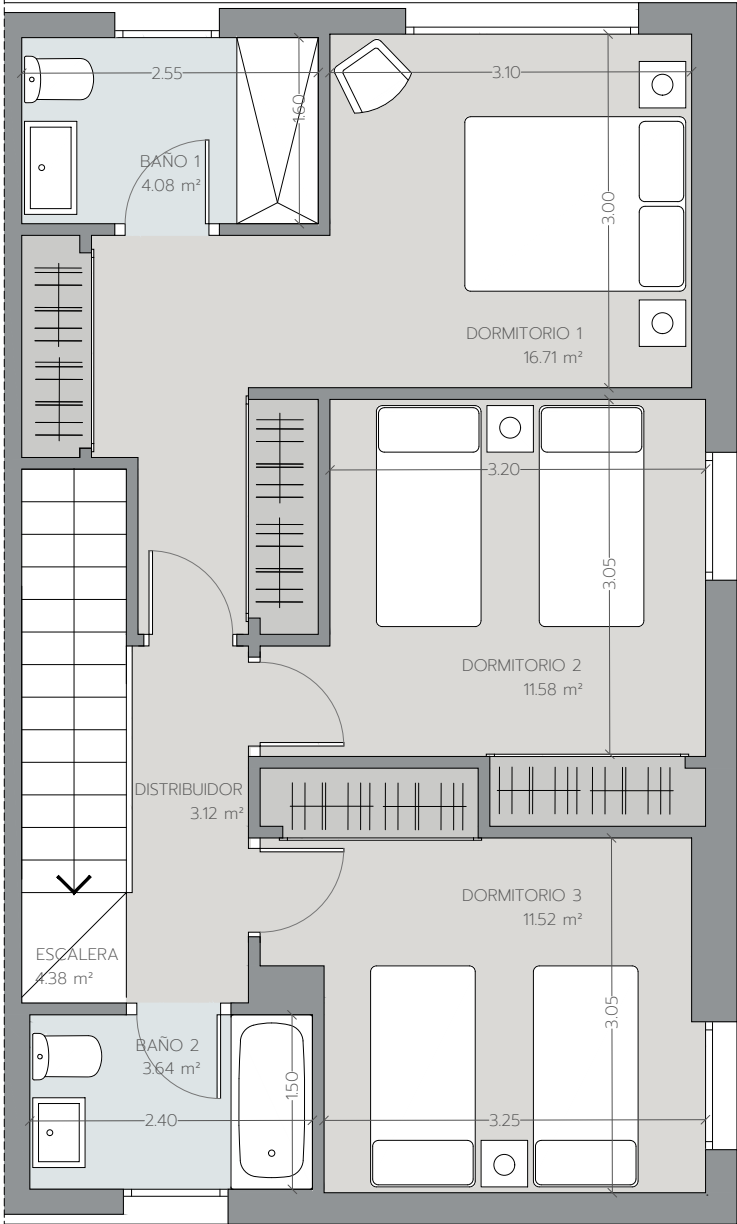 2.55
3.10
1.60
BAÑO 1
4.08 m²
3.00
DORMITORIO 1
16.71 m²
3.20
3.05
DORMITORIO 2
11.58 m²
DISTRIBUIDOR
3.12 m²
DORMITORIO 3
11.52 m²
ESCALERA
4.38 m²
3.05
BAÑO 2
3.64 m²
1.50
2.40
3.25